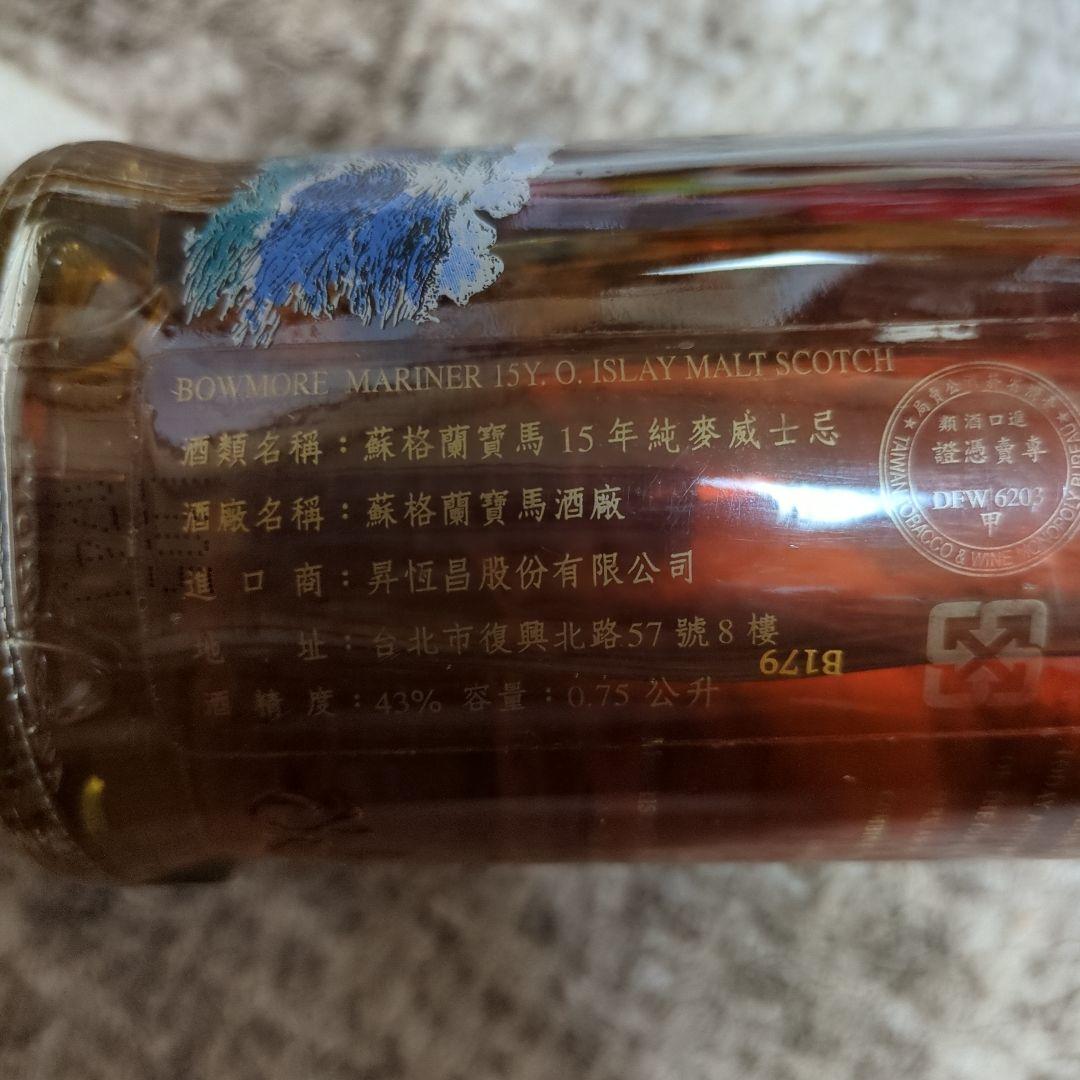 BOWMORE MARINER 15Y. O. ISLAY MALT SCOTCH
酒類名稱：蘇格蘭寶馬 15 年純麥威士忌
酒廠名稱：蘇格蘭寶馬酒廠
進口商：昇恆昌股份有限公司
地址：台北市復興北路57號8樓
酒精度：43% 容量：0.75 公升
B179
進口酒類
專賣憑證
DFW 6203
甲
TAIWAN TOBACCO & WINE MONOPOLY BUREAU